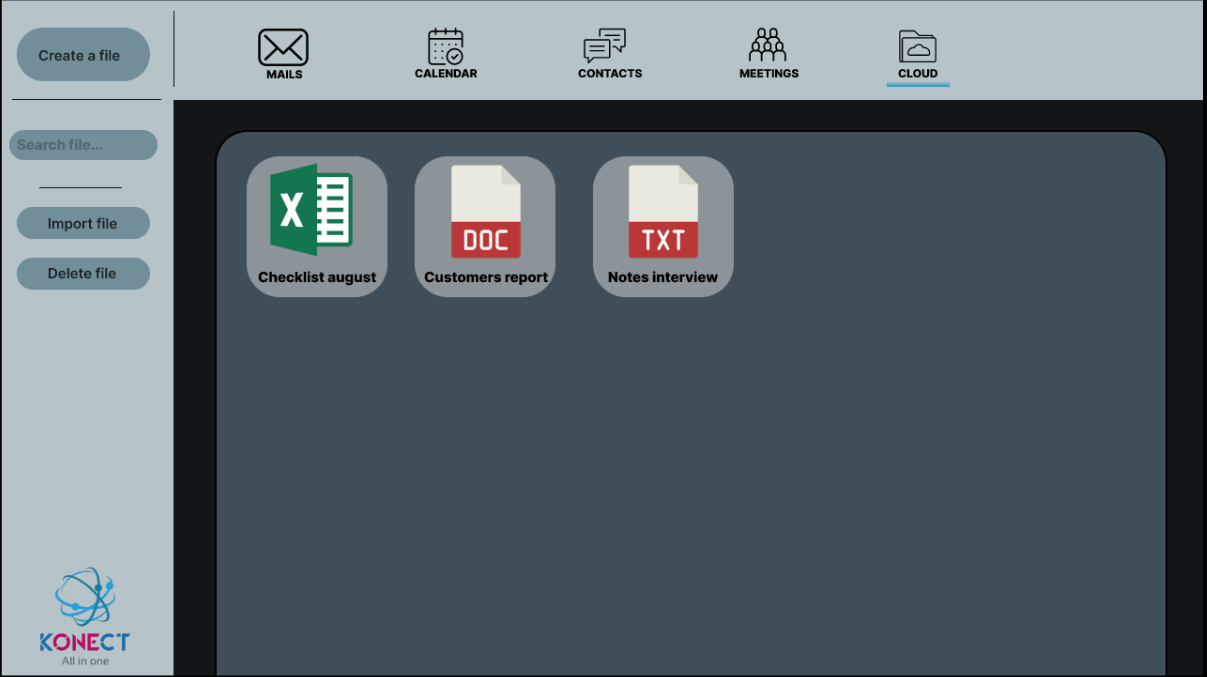 Create a file
MAILS
CALENDAR
CONTACTS
MEETINGS
CLOUD
Search file...
Import file
Delete file
X
DOC
TXT
Checklist august
Customers report
Notes interview
KONECT
All in one